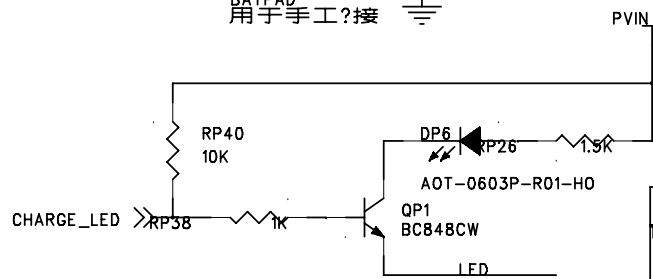 BATPAD
用于手工?接
PVIN
RP40
10K
DP6
RP26
1.5K
AOT-0603P-R01-HO
CHARGE_LED
RP38
1K
QP1
BC848CW
LED